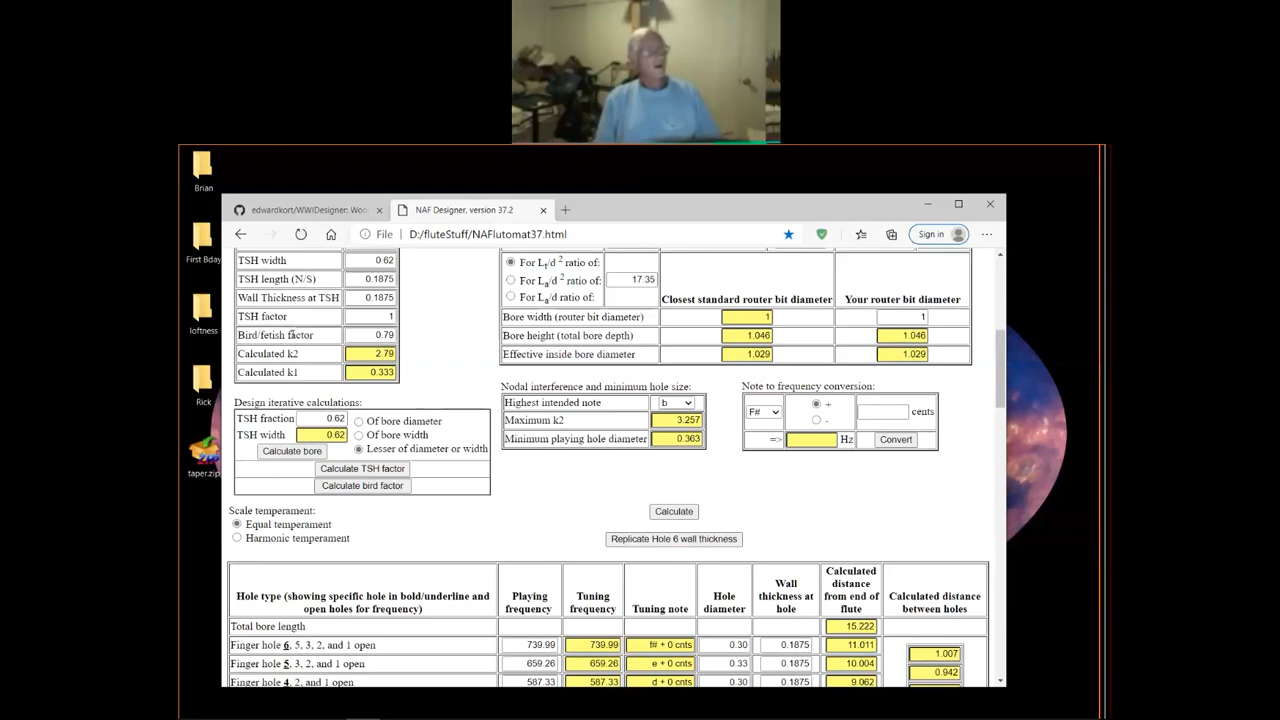 Brian
First Bday
loftness
Rick
taper.zip
edwardkort/WWIDesigner: Woo
NAF Designer, version 37.2
File D:/fluteStuff/NAFlutomat37.html
Sign in
TSH width 0.62
TSH length (N/S) 0.1875
Wall Thickness at TSH 0.1875
TSH factor 1
Bird/fetish factor 0.79
Calculated k2 2.79
Calculated k1 0.333
For Lt/d 2 ratio of:
For La/d 2 ratio of: 17.35
For La/d ratio of:
Closest standard router bit diameter Your router bit diameter
Bore width (router bit diameter) 1 1
Bore height (total bore depth) 1.046 1.046
Effective inside bore diameter 1.029 1.029
Design iterative calculations:
TSH fraction 0.62 Of bore diameter
TSH width 0.62 Of bore width
Calculate bore Lesser of diameter or width
Calculate TSH factor
Calculate bird factor
Nodal interference and minimum hole size:
Highest intended note b
Maximum k2 3.257
Minimum playing hole diameter 0.363
Note to frequency conversion:
F# + - cents
=> Hz Convert
Scale temperament:
Equal temperament
Harmonic temperament
Calculate
Replicate Hole 6 wall thickness
Hole type (showing specific hole in bold/underline and open holes for frequency) Playing frequency Tuning frequency Tuning note Hole diameter Wall thickness at hole Calculated distance from end of flute Calculated distance between holes
Total bore length 15.222
Finger hole 6, 5, 3, 2, and 1 open 739.99 739.99 f# + 0 cnts 0.30 0.1875 11.011
1.007
Finger hole 5, 3, 2, and 1 open 659.26 659.26 e + 0 cnts 0.33 0.1875 10.004
0.942
Finger hole 4, 2, and 1 open 587.33 587.33 d + 0 cnts 0.30 0.1875 9.062